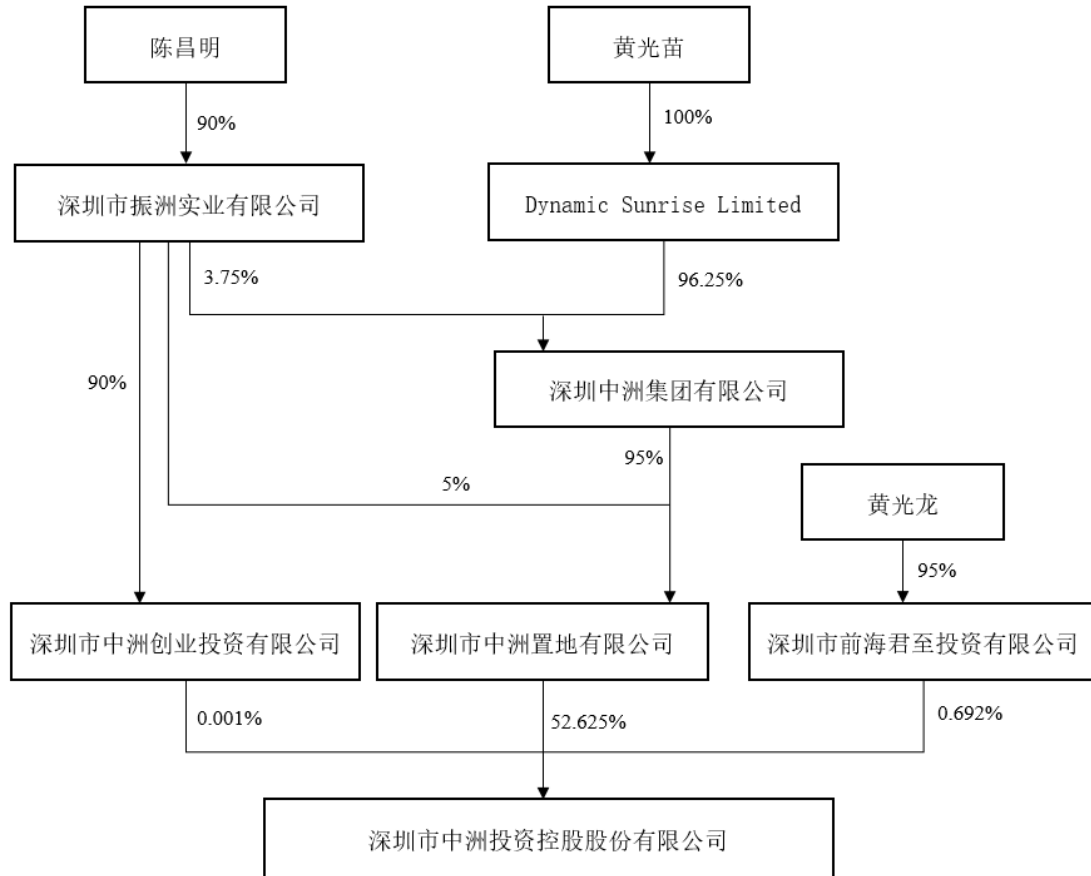 陈昌明
黄光苗
90%
100%
深圳市振洲实业有限公司
Dynamic Sunrise Limited
3.75%
96.25%
90%
深圳中洲集团有限公司
95%
5%
黄光龙
95%
深圳市中洲创业投资有限公司
深圳市中洲置地有限公司
深圳市前海君至投资有限公司
0.001%
52.625%
0.692%
深圳市中洲投资控股股份有限公司